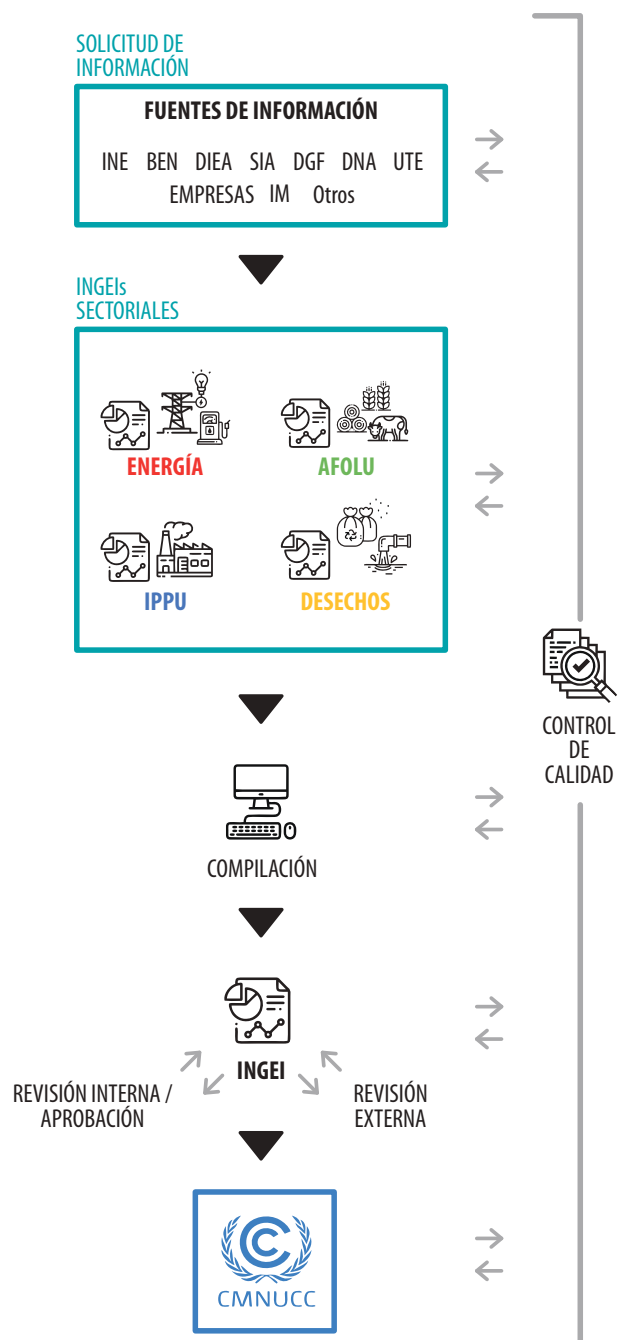 SOLICITUD DE
INFORMACIÓN
FUENTES DE INFORMACIÓN
INE BEN DIEA SIA DGF DNA UTE
EMPRESAS IM Otros
INGEIs
SECTORIALES
ENERGÍA
AFOLU
IPPU
DESECHOS
CONTROL
DE
CALIDAD
COMPILACIÓN
INGEI
REVISIÓN INTERNA /
APROBACIÓN
REVISIÓN
EXTERNA
CMNUCC